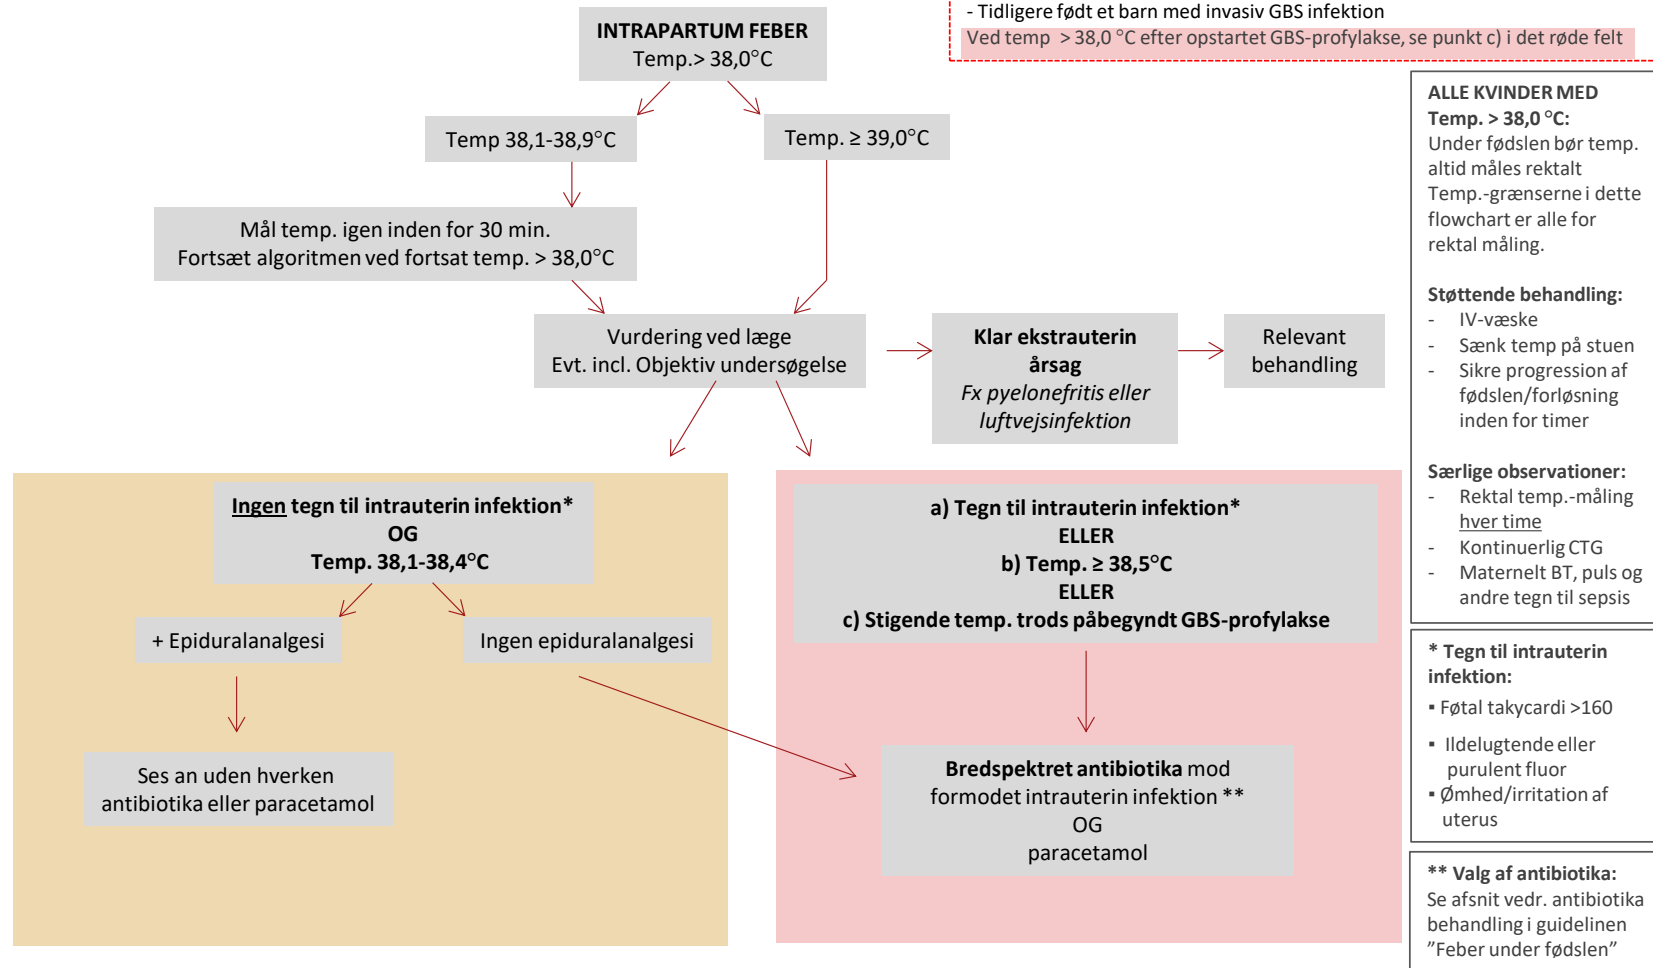 - Tidligere født et barn med invasiv GBS infektion
Ved temp > 38,0 °C efter opstartet GBS-profylakse, se punkt c) i det røde felt
INTRAPARTUM FEBER
Temp.> 38,0°C
Temp 38,1-38,9°C
Temp. ≥ 39,0°C
Mål temp. igen inden for 30 min.
Fortsæt algoritmen ved fortsat temp. > 38,0°C
Vurdering ved læge
Evt. incl. Objektiv undersøgelse
Klar ekstrauterin
årsag
Fx pyelonefritis eller
luftvejsinfektion
Relevant
behandling
Ingen tegn til intrauterin infektion*
OG
Temp. 38,1-38,4°C
+ Epiduralanalgesi
Ingen epiduralanalgesi
Ses an uden hverken
antibiotika eller paracetamol
a) Tegn til intrauterin infektion*
ELLER
b) Temp. ≥ 38,5°C
ELLER
c) Stigende temp. trods påbegyndt GBS-profylakse
Bredspektret antibiotika mod
formodet intrauterin infektion **
OG
paracetamol
ALLE KVINDER MED
Temp. > 38,0 °C:
Under fødslen bør temp.
altid måles rektalt
Temp.-grænserne i dette
flowchart er alle for
rektal måling.
Støttende behandling:
- IV-væske
- Sænk temp på stuen
- Sikre progression af
fødslen/forløsning
inden for timer
Særlige observationer:
- Rektal temp.-måling
hver time
- Kontinuerlig CTG
- Maternelt BT, puls og
andre tegn til sepsis
* Tegn til intrauterin
infektion:
▪ Føtal takycardi >160
▪ Ildelugtende eller
purulent fluor
▪ Ømhed/irritation af
uterus
** Valg af antibiotika:
Se afsnit vedr. antibiotika
behandling i guidelinen
”Feber under fødslen”